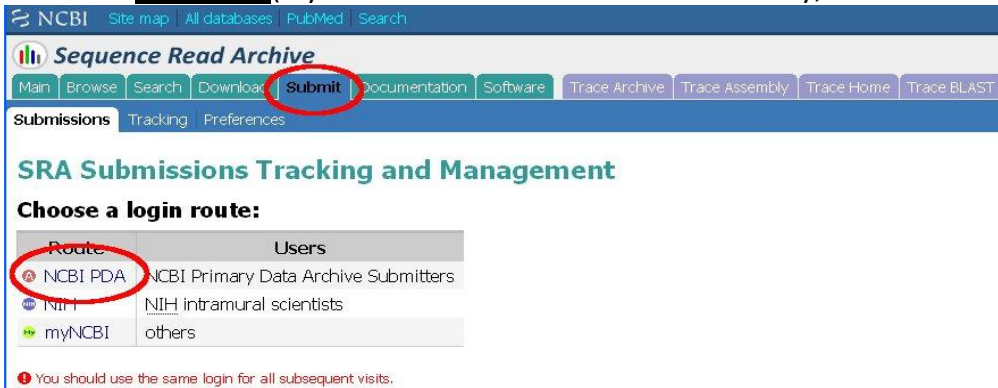 NCBI Site map All databases PubMed Search
Sequence Read Archive
Main Browse Search Download Submit Documentation Software Trace Archive Trace Assembly Trace Home Trace BLAST
Submissions Tracking Preferences
SRA Submissions Tracking and Management
Choose a login route:
Route Users
NCBI PDA NCBI Primary Data Archive Submitters
NIH NIH intramural scientists
myNCBI others
You should use the same login for all subsequent visits.